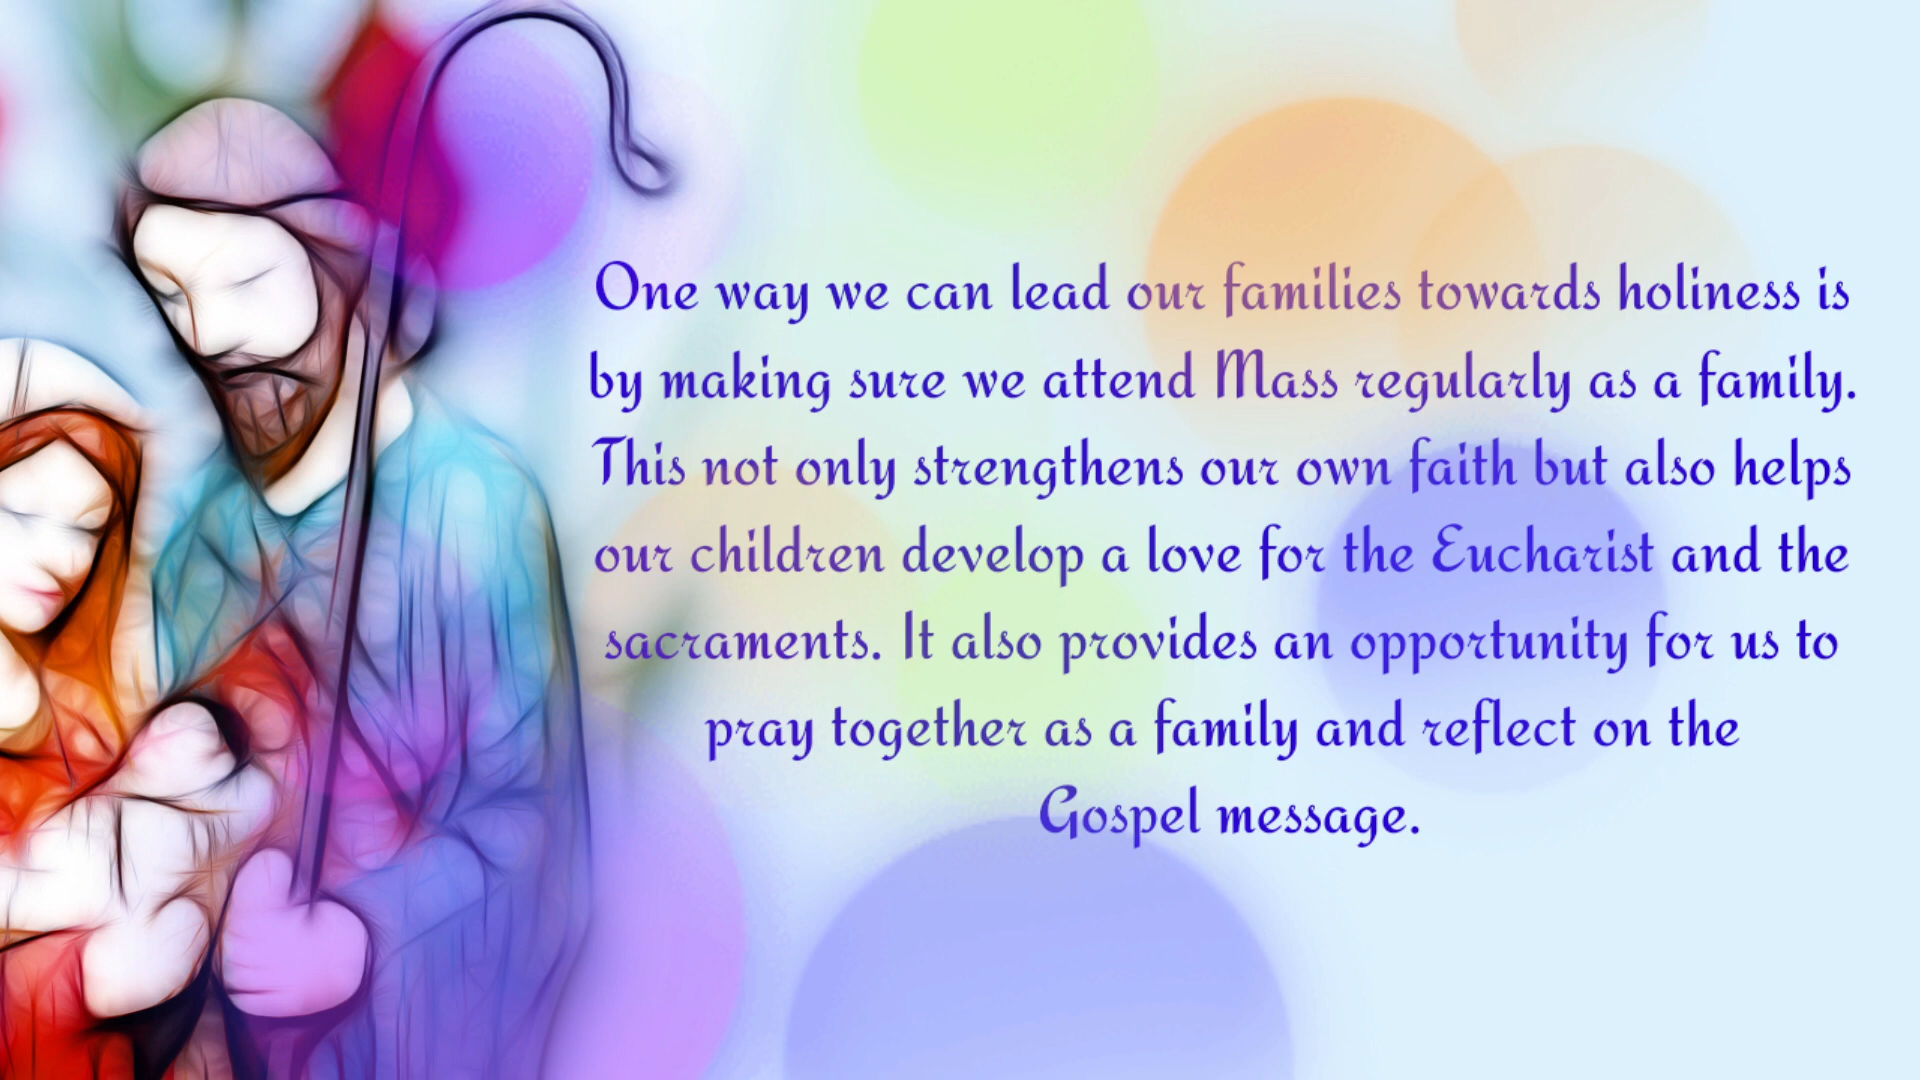 One way we can lead our families towards holiness is
by making sure we attend Mass regularly as a family.
This not only strengthens our own faith but also helps
our children develop a love for the Eucharist and the
sacraments. It also provides an opportunity for us to
pray together as a family and reflect on the
Gospel message.